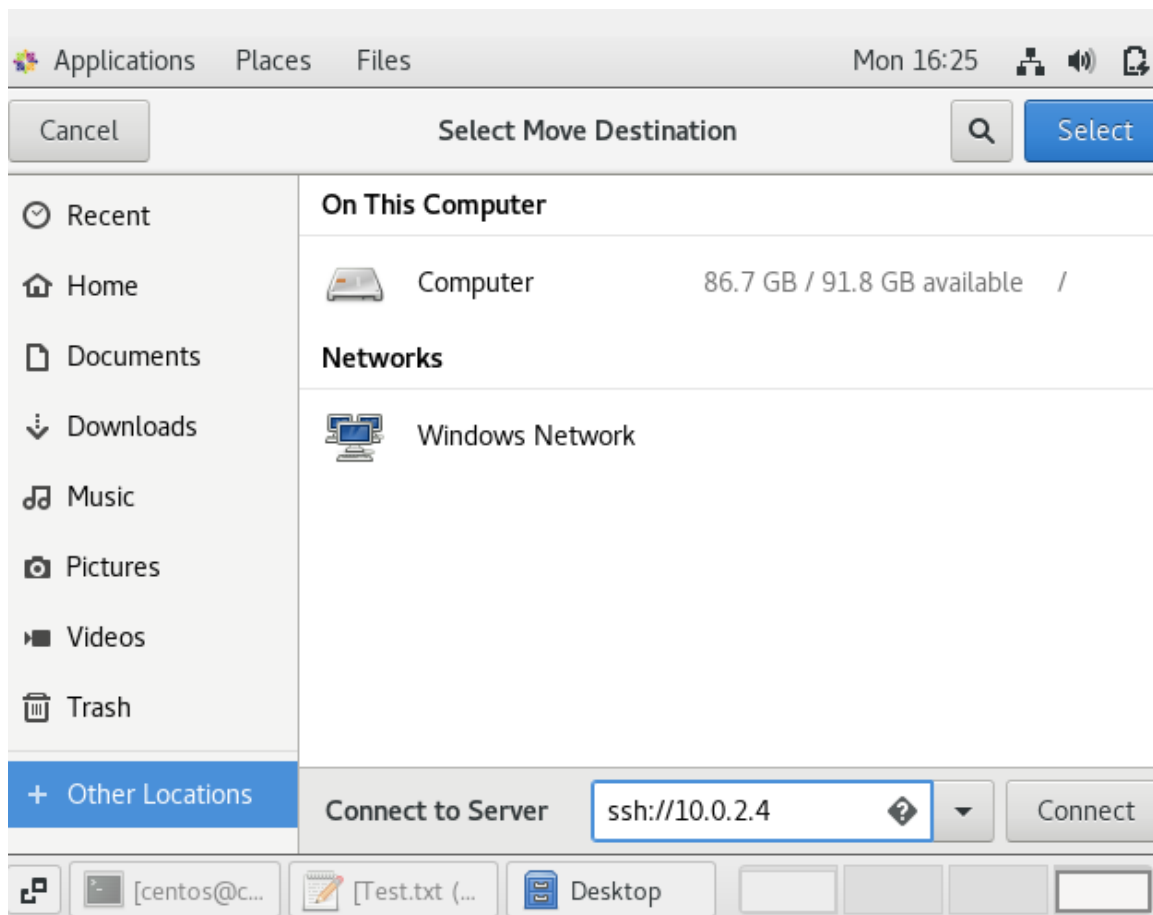 Applications Places Files Mon 16:25
Cancel Select Move Destination Select
Recent
Home
Documents
Downloads
Music
Pictures
Videos
Trash
+ Other Locations
On This Computer
Computer 86.7 GB / 91.8 GB available /
Networks
Windows Network
Connect to Server ssh://10.0.2.4 Connect
[centos@c... [Test.txt (... Desktop